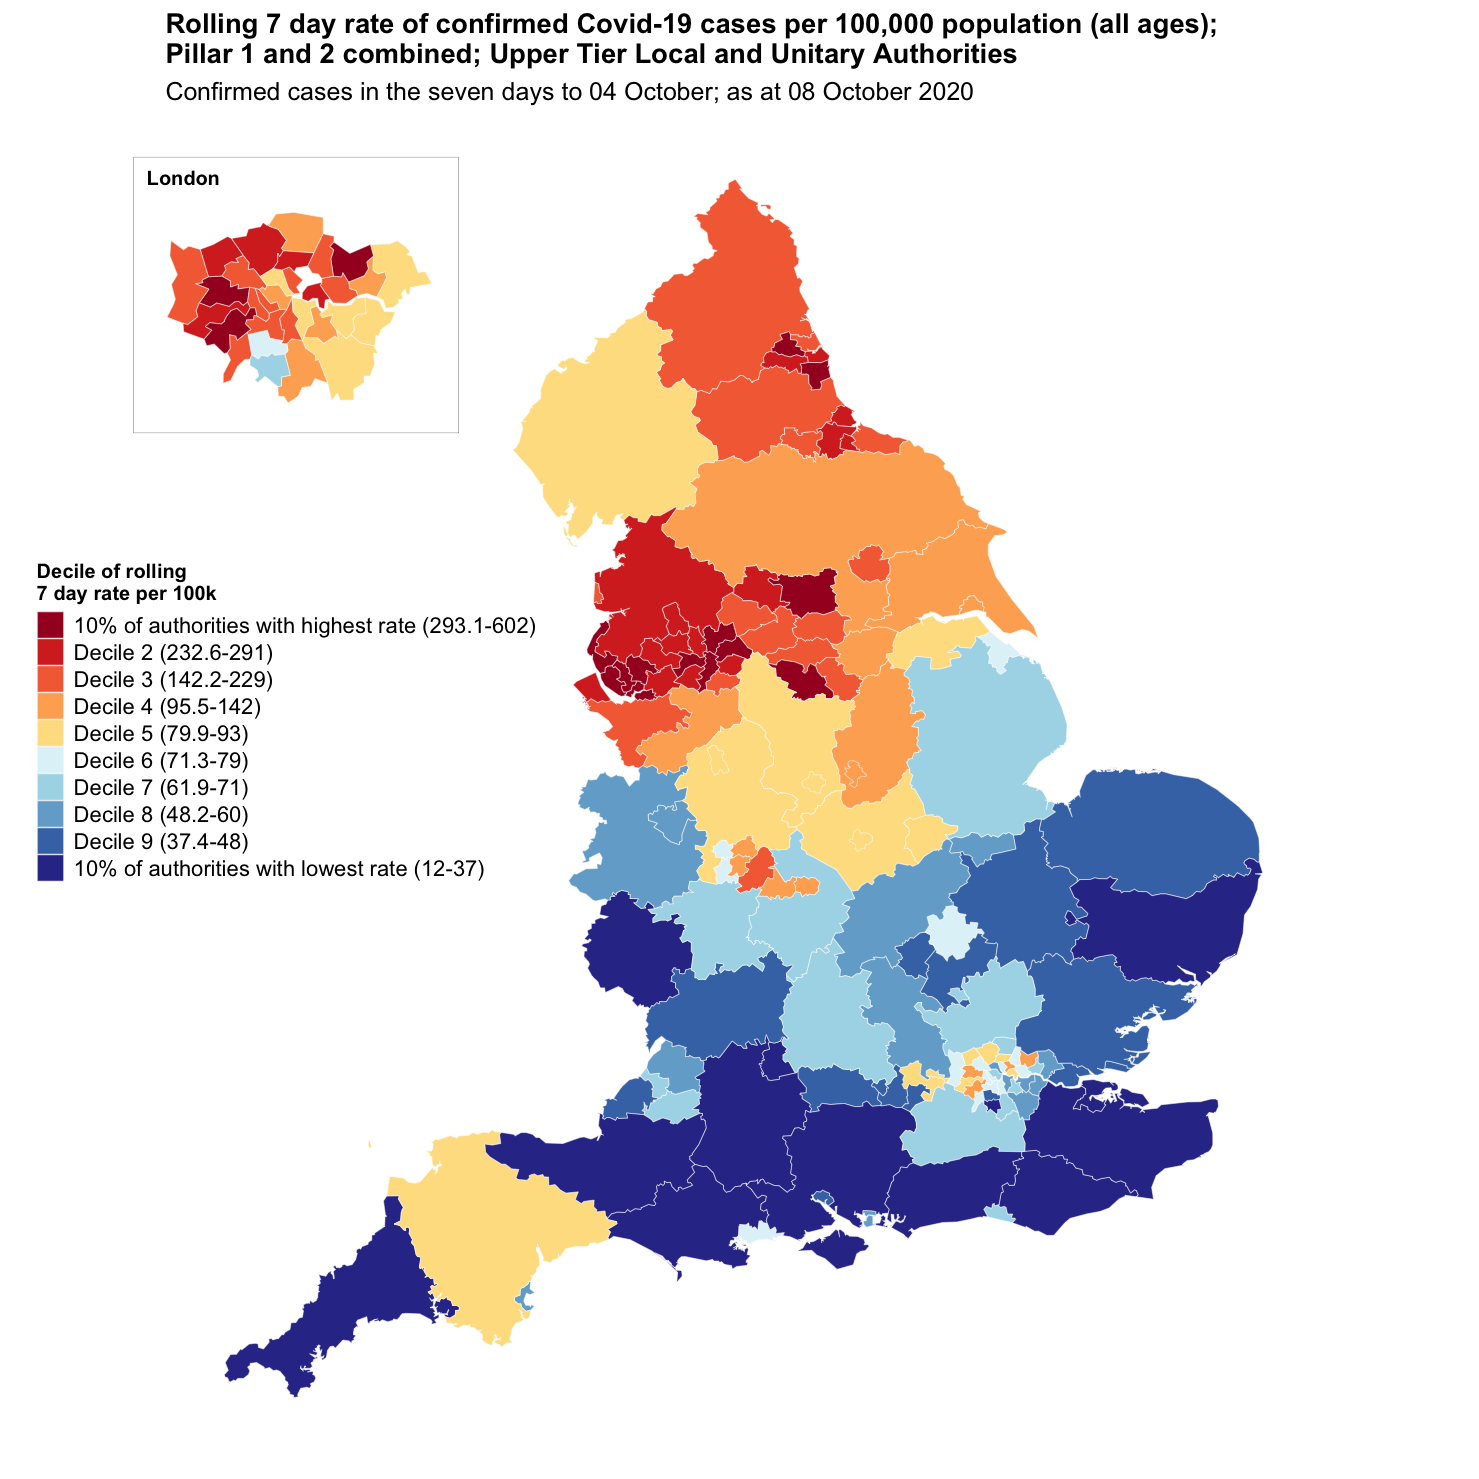 Rolling 7 day rate of confirmed Covid-19 cases per 100,000 population (all ages);
Pillar 1 and 2 combined; Upper Tier Local and Unitary Authorities
Confirmed cases in the seven days to 04 October; as at 08 October 2020
London
Decile of rolling
7 day rate per 100k
10% of authorities with highest rate (293.1-602)
Decile 2 (232.6-291)
Decile 3 (142.2-229)
Decile 4 (95.5-142)
Decile 5 (79.9-93)
Decile 6 (71.3-79)
Decile 7 (61.9-71)
Decile 8 (48.2-60)
Decile 9 (37.4-48)
10% of authorities with lowest rate (12-37)